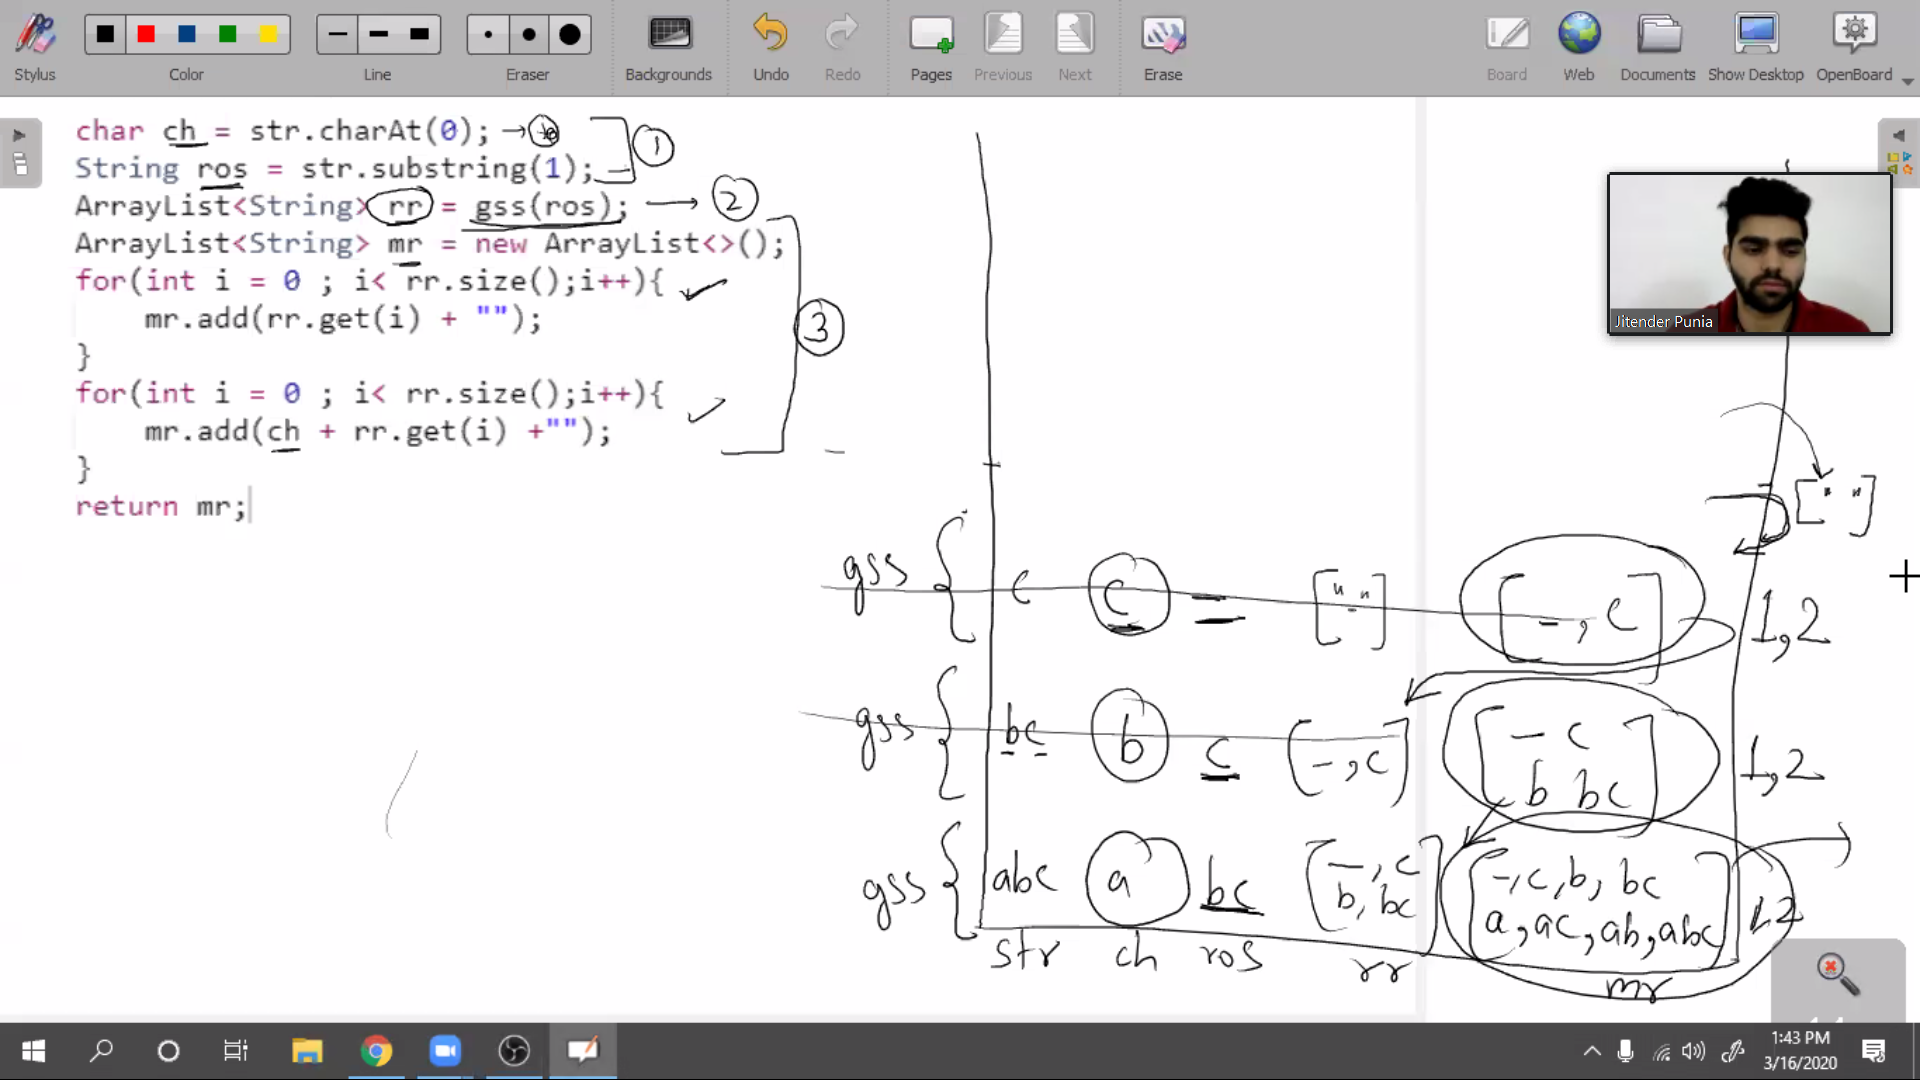 Stylus
Color
Line
Eraser
Backgrounds
Undo
Redo
Pages
Previous
Next
Erase
Board
Web
Documents
Show Desktop
OpenBoard
char ch = str.charAt(0); →
String ros = str.substring(1); 1
ArrayList<String> rr = gss(ros); → 2
ArrayList<String> mr = new ArrayList<>();
for(int i = 0 ; i< rr.size();i++){
mr.add(rr.get(i) + "");
}
3
for(int i = 0 ; i< rr.size();i++){
mr.add(ch + rr.get(i) +"");
}
return mr;
Jitender Punia
[" "]
gss { c c = ["-"] [-, c] 1,2
gss { bc b c [-, c] [- c
b bc] 1,2
gss { abc a bc [-, c
b, bc] [-, c, b, bc
a, ac, ab, abc] 1,2
str ch ros rr mr
1:43 PM
3/16/2020